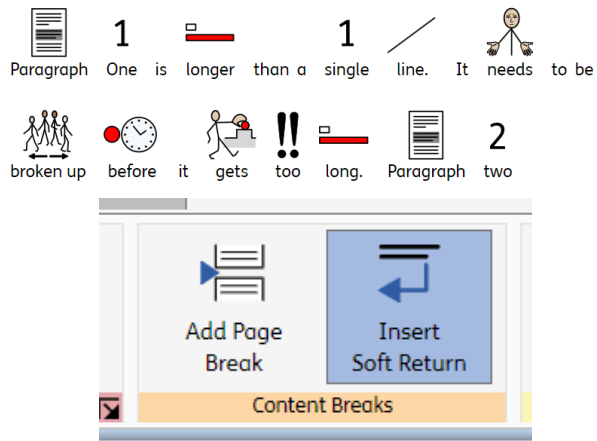 1 1
Paragraph One is longer than a single line. It needs to be
!! 2
broken up before it gets too long. Paragraph two
Add Page Break
Insert Soft Return
Content Breaks